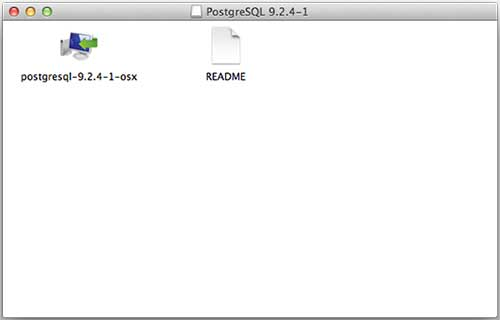 PostgreSQL 9.2.4-1
postgresql-9.2.4-1-osx README